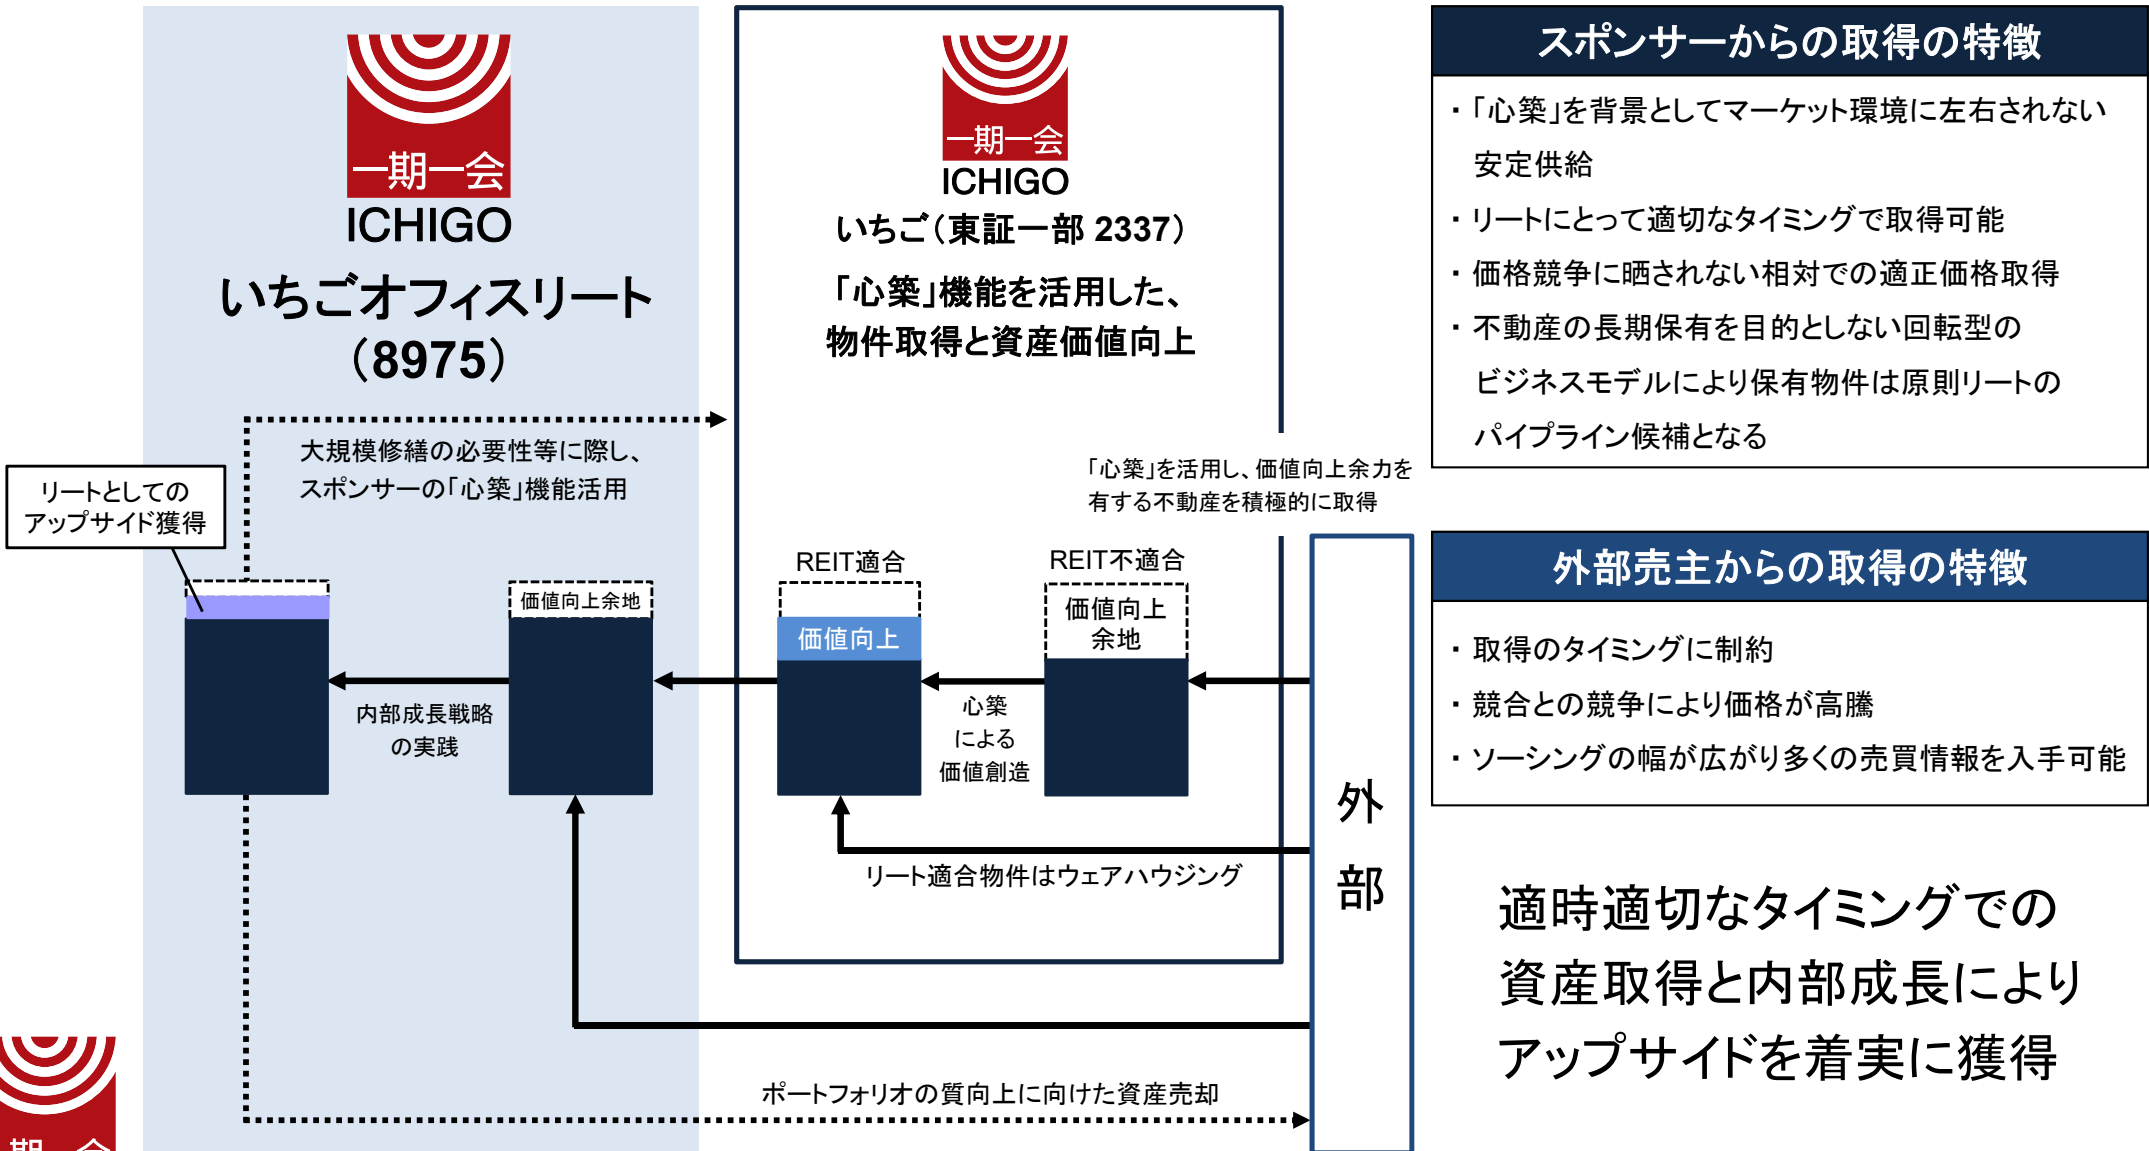 一期一会
ICHIGO
いちごオフィスリート
（8975）
大規模修繕の必要性等に際し、
スポンサーの「心築」機能活用
リートとしての
アップサイド獲得
価値向上余地
内部成長戦略
の実践
一期一会
ICHIGO
いちご（東証一部 2337）
「心築」機能を活用した、
物件取得と資産価値向上
「心築」を活用し、価値向上余力を
有する不動産を積極的に取得
REIT適合
価値向上
REIT不適合
価値向上
余地
心築
による
価値創造
リート適合物件はウェアハウジング
外
部
ポートフォリオの質向上に向けた資産売却
スポンサーからの取得の特徴
・「心築」を背景としてマーケット環境に左右されない
安定供給
・リートにとって適切なタイミングで取得可能
・価格競争に晒されない相対での適正価格取得
・不動産の長期保有を目的としない回転型の
ビジネスモデルにより保有物件は原則リートの
パイプライン候補となる
外部売主からの取得の特徴
・取得のタイミングに制約
・競合との競争により価格が高騰
・ソーシングの幅が広がり多くの売買情報を入手可能
適時適切なタイミングでの
資産取得と内部成長により
アップサイドを着実に獲得